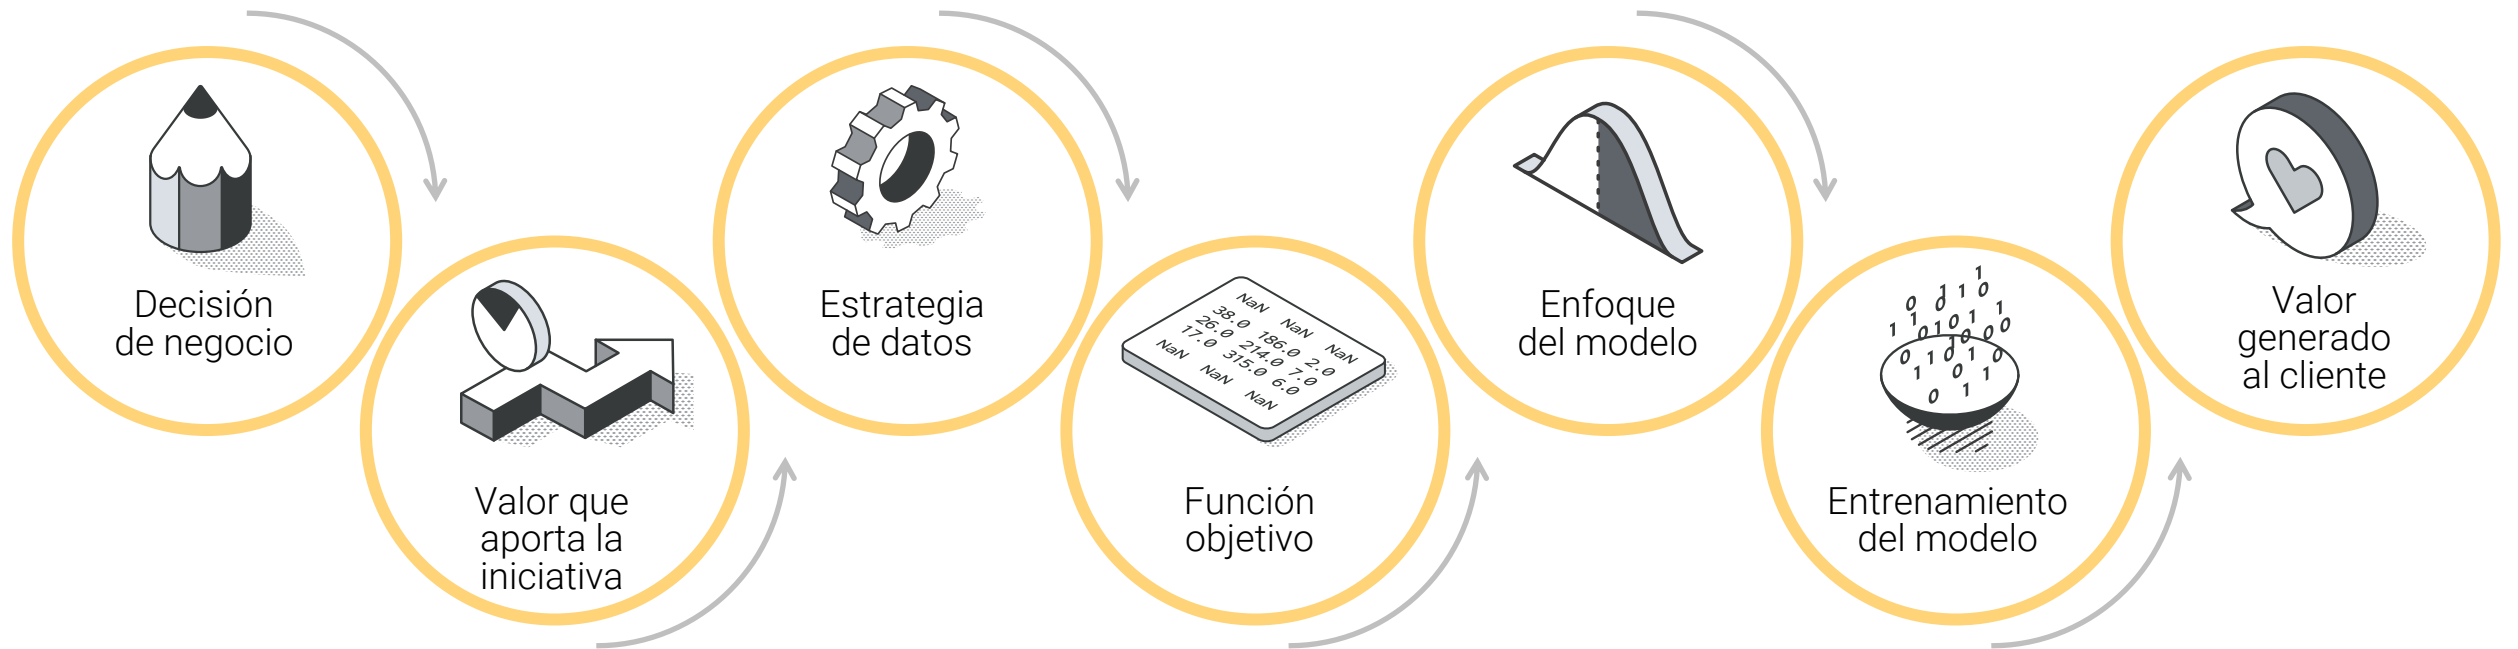 Decisión
de negocio
Valor que
aporta la
iniciativa
Estrategia
de datos
NaN NaN NaN
38.0 186.0 2.0
26.0 214.0 7.0
17.0 315.0 6.0
NaN NaN NaN
Función
objetivo
Enfoque
del modelo
Entrenamiento
del modelo
Valor
generado
al cliente